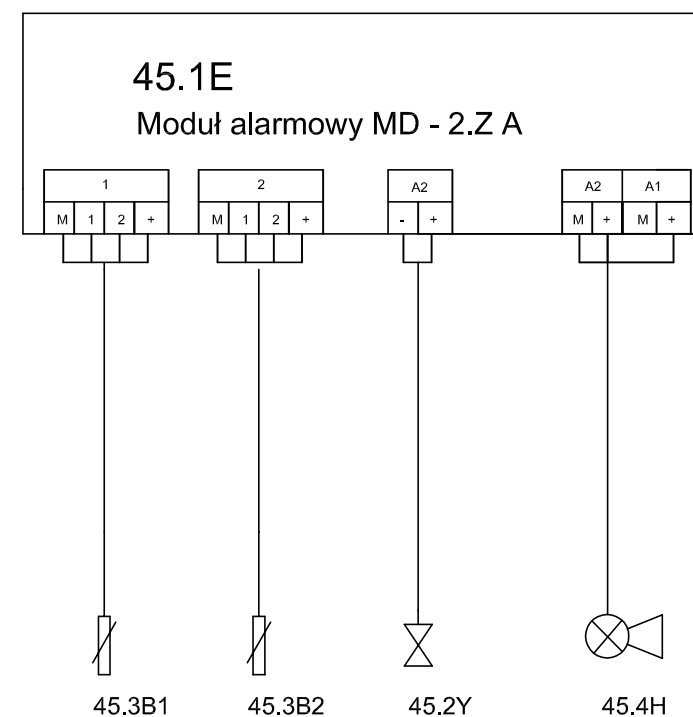 45.1E
Moduł alarmowy MD - 2.Z A
1 2 A2 A2 A1
M 1 2 + M 1 2 + - + M + M +
45.3B1 45.3B2 45.2Y 45.4H